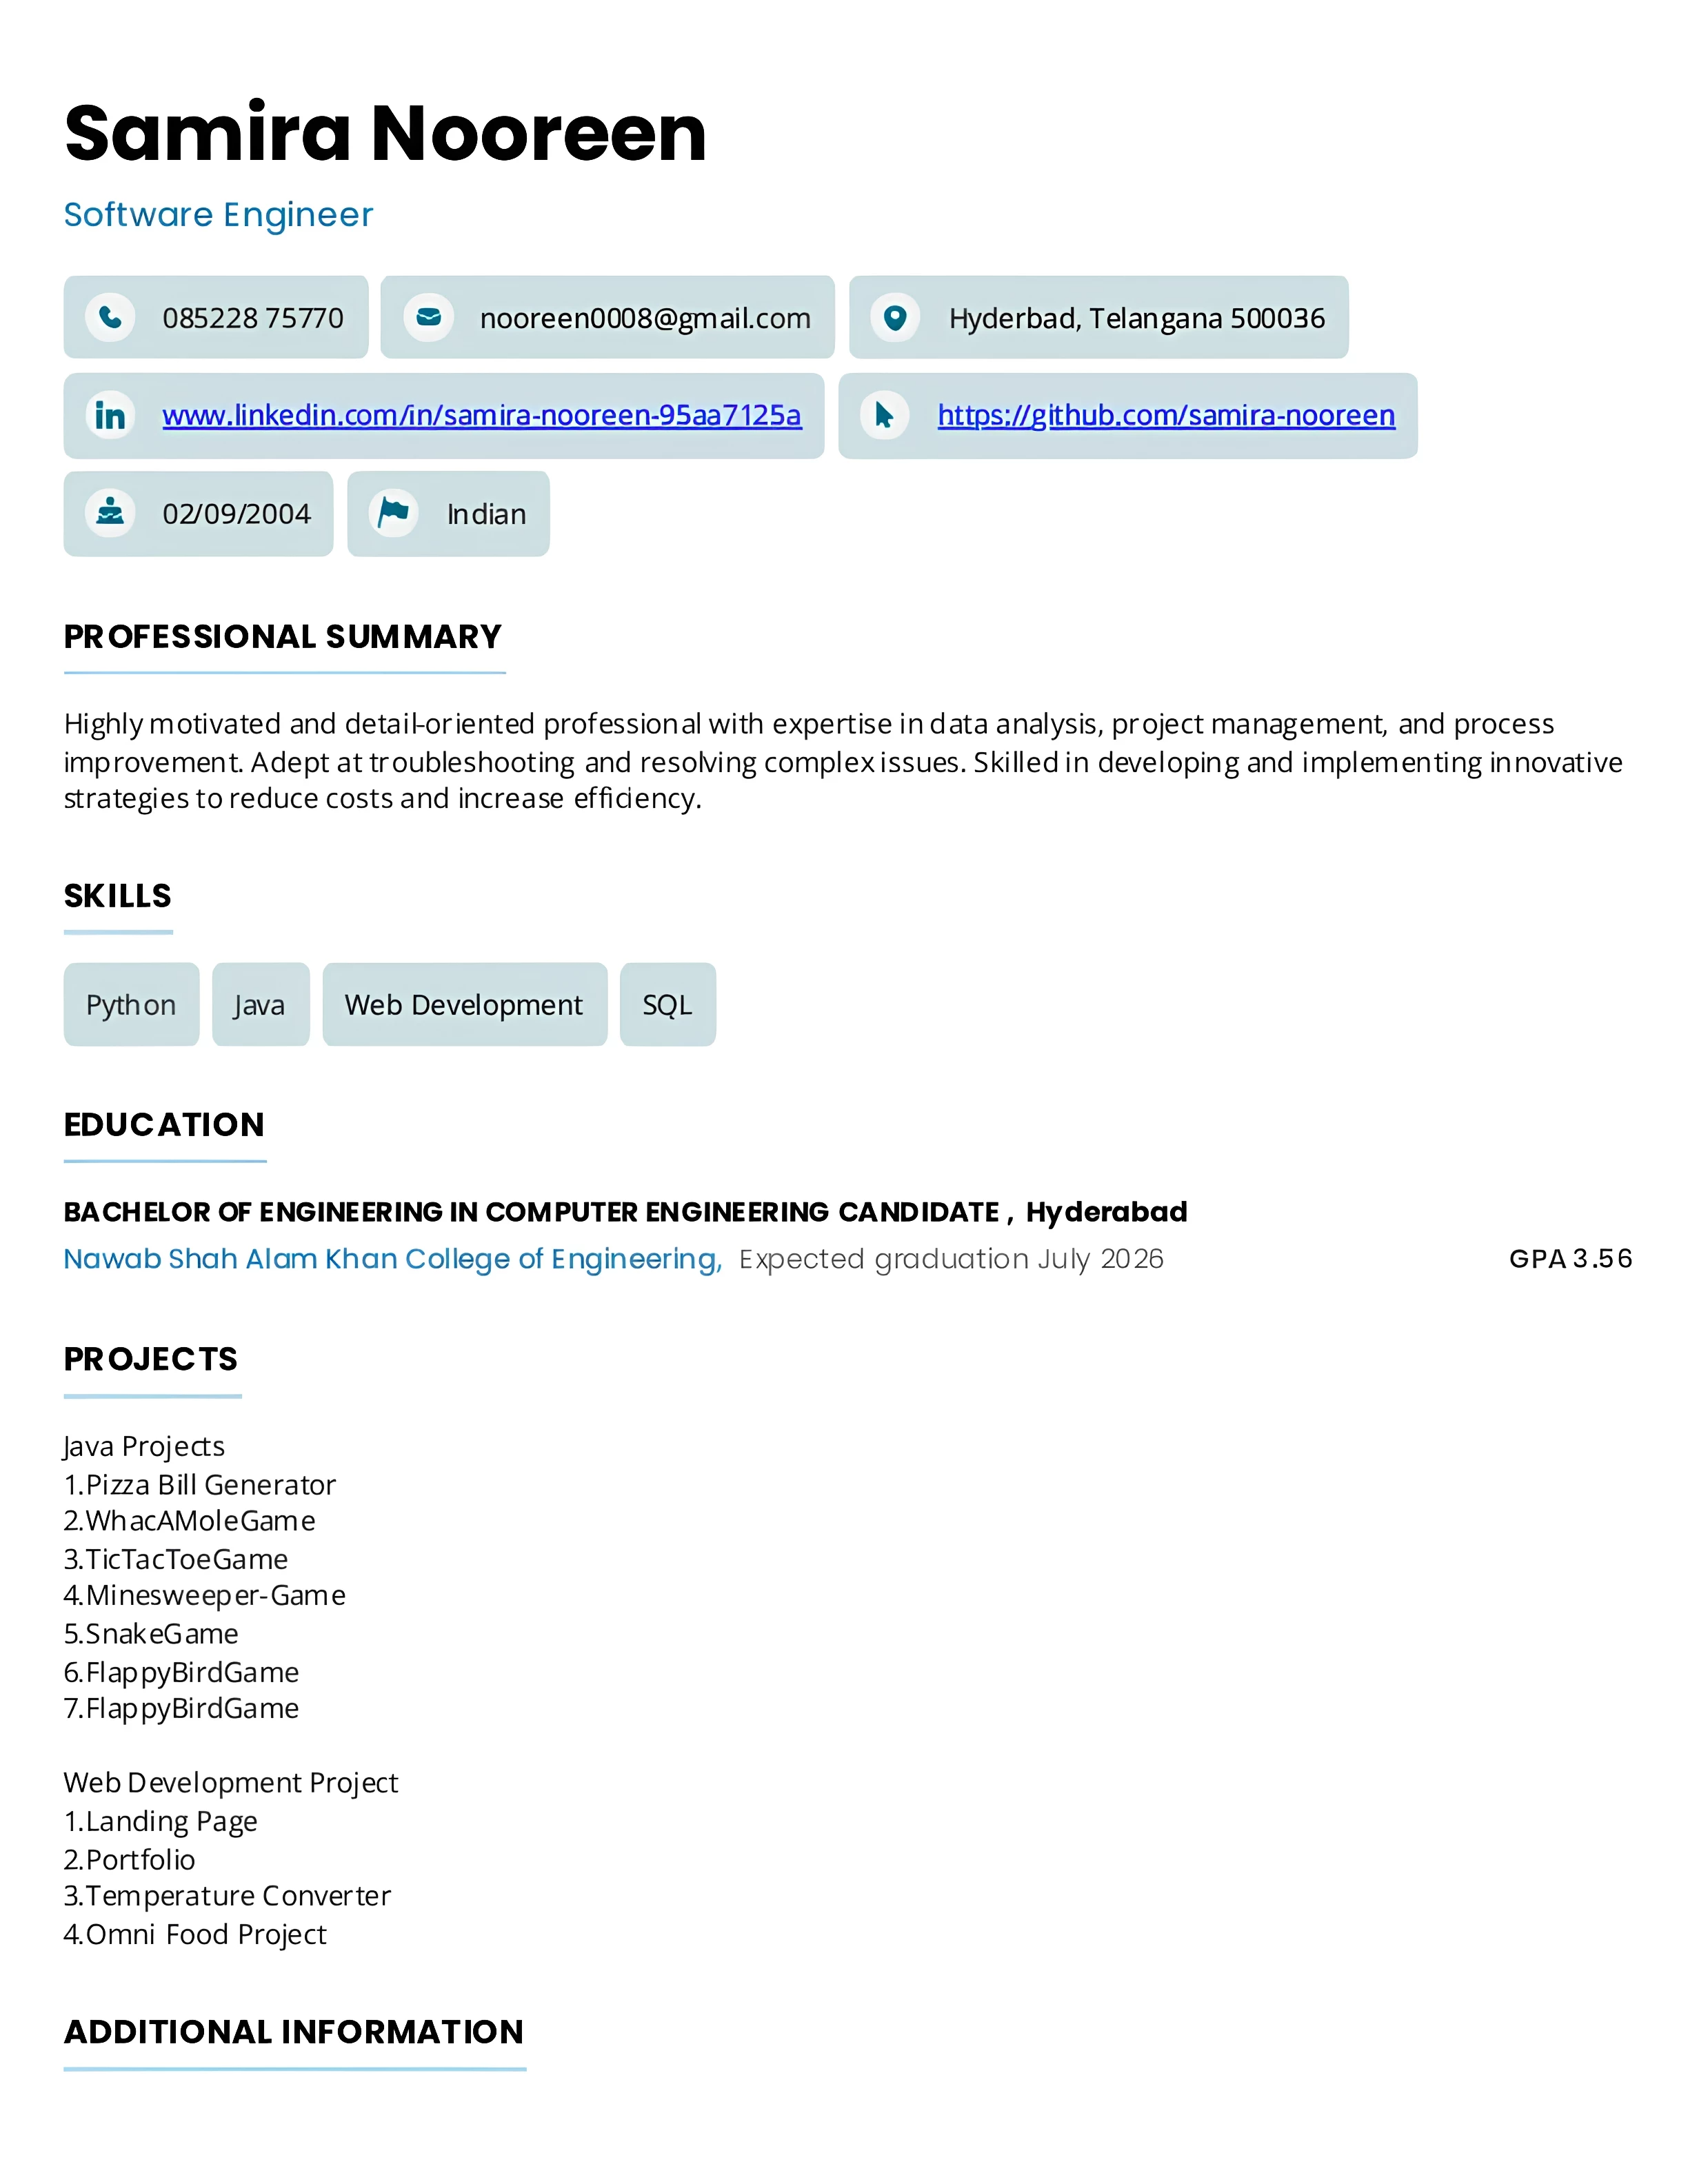 Samira Nooreen
Software Engineer
085228 75770 nooreen0008@gmail.com Hyderbad, Telangana 500036
www.linkedin.com/in/samira-nooreen-95aa7125a https://github.com/samira-nooreen
02/09/2004 Indian
PROFESSIONAL SUMMARY
Highly motivated and detail-oriented professional with expertise in data analysis, project management, and process
improvement. Adept at troubleshooting and resolving complex issues. Skilled in developing and implementing innovative
strategies to reduce costs and increase efficiency.
SKILLS
Python Java Web Development SQL
EDUCATION
BACHELOR OF ENGINEERING IN COMPUTER ENGINEERING CANDIDATE , Hyderabad
Nawab Shah Alam Khan College of Engineering, Expected graduation July 2026 GPA 3.56
PROJECTS
Java Projects
1.Pizza Bill Generator
2.WhacAMoleGame
3.TicTacToeGame
4.Minesweeper-Game
5.SnakeGame
6.FlappyBirdGame
7.FlappyBirdGame
Web Development Project
1.Landing Page
2.Portfolio
3.Temperature Converter
4.Omni Food Project
ADDITIONAL INFORMATION